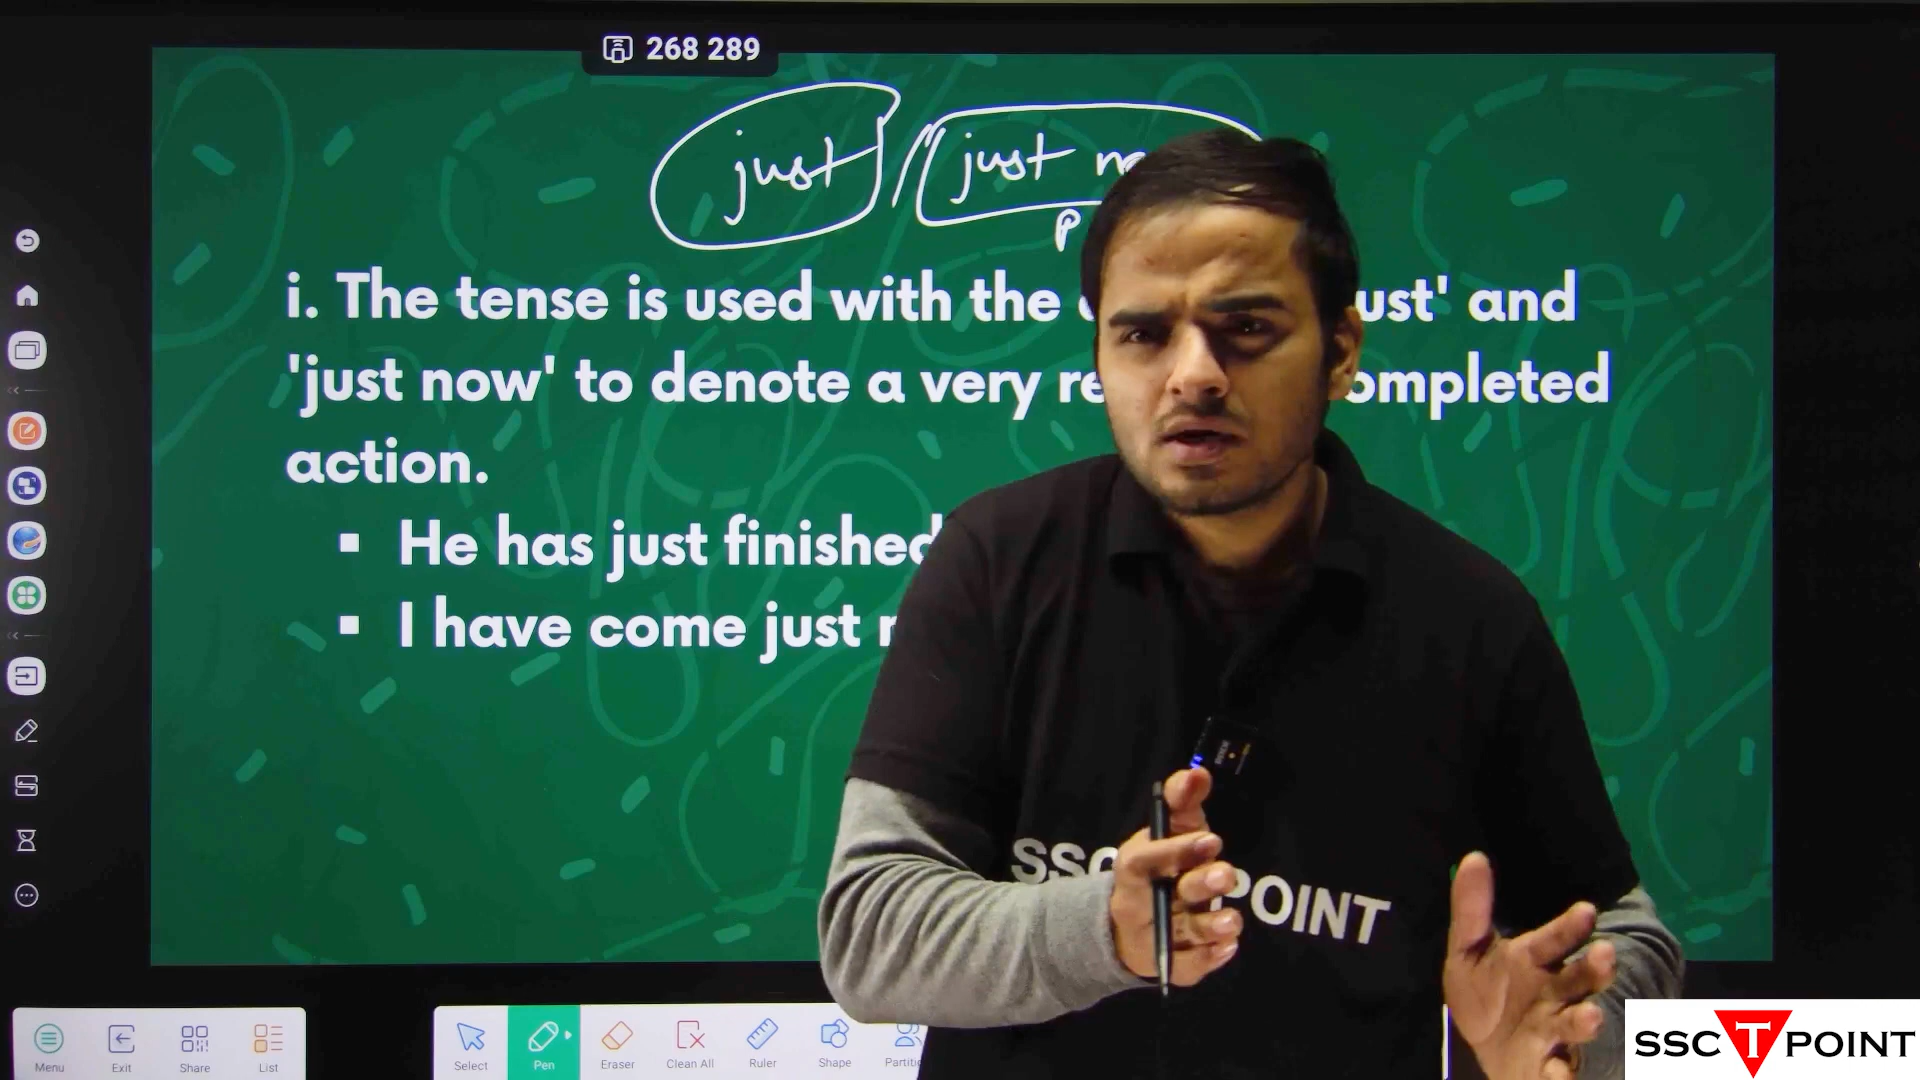 268 289
just / just
P
i. The tense is used with the ust' and
'just now' to denote a very re ompleted
action.
▪ He has just finished
▪ I have come just
SSC POINT
Menu Exit Share List Select Pen Eraser Clean All Ruler Shape Partitio
SSC T POINT